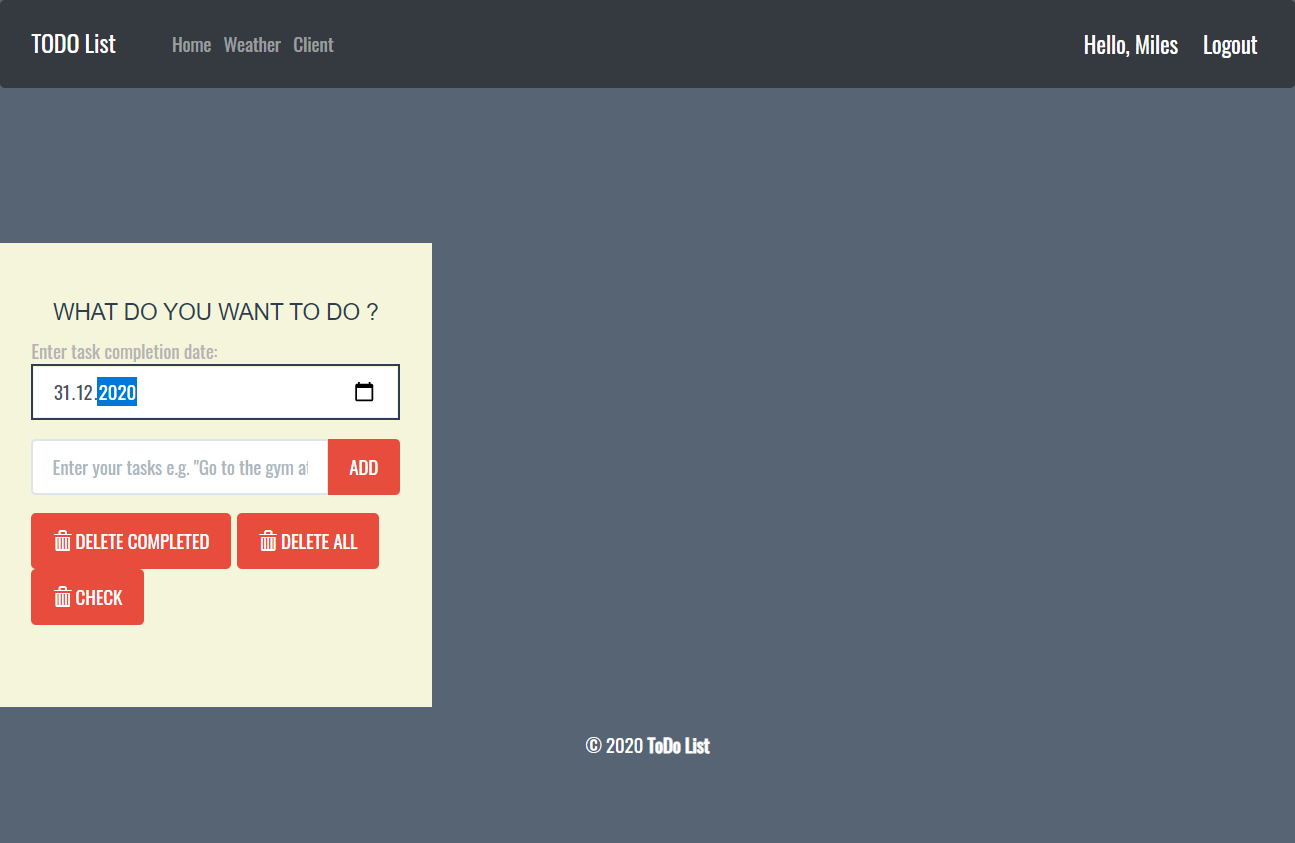 TODO List Home Weather Client Hello, Miles Logout
WHAT DO YOU WANT TO DO ?
Enter task completion date:
31.12.2020
Enter your tasks e.g. "Go to the gym at
ADD
DELETE COMPLETED DELETE ALL
CHECK
© 2020 ToDo List